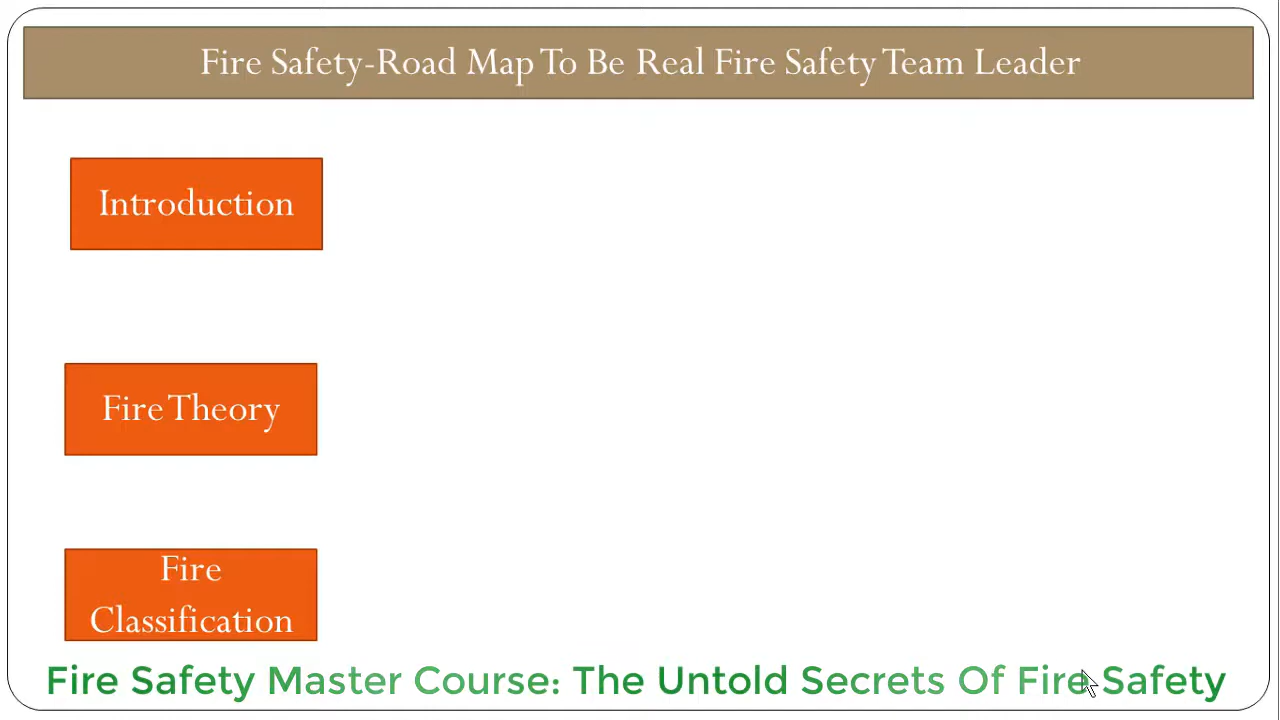 Fire Safety-Road Map To Be Real Fire Safety Team Leader
Introduction
Fire Theory
Fire
Classification
Fire Safety Master Course: The Untold Secrets Of Fire Safety